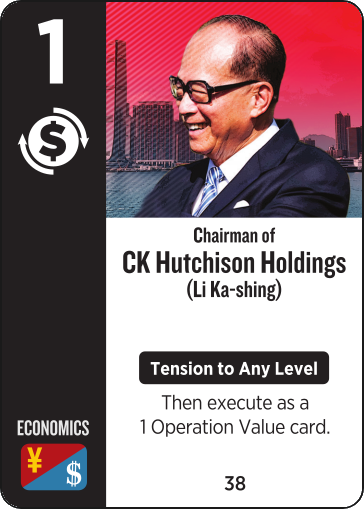 1
$
Chairman of
CK Hutchison Holdings
(Li Ka-shing)
Tension to Any Level
Then execute as a
1 Operation Value card.
ECONOMICS
¥
$
38